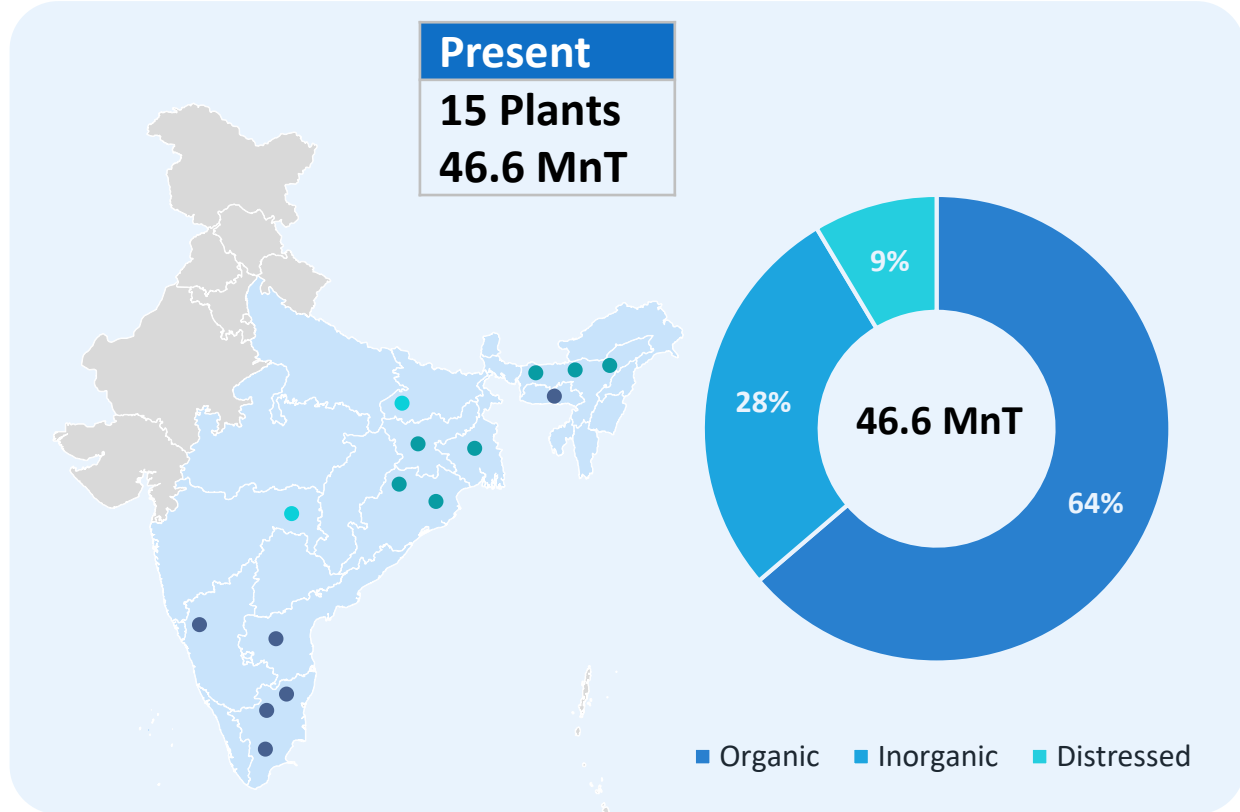 Present
15 Plants
46.6 MnT
9%
28%
46.6 MnT
64%
Organic
Inorganic
Distressed